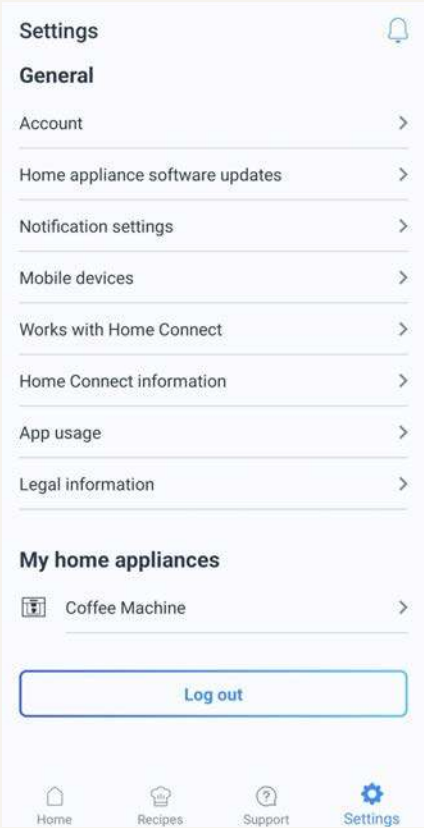 Settings
General
Account
Home appliance software updates
Notification settings
Mobile devices
Works with Home Connect
Home Connect information
App usage
Legal information
My home appliances
Coffee Machine
Log out
Home
Recipes
Support
Settings